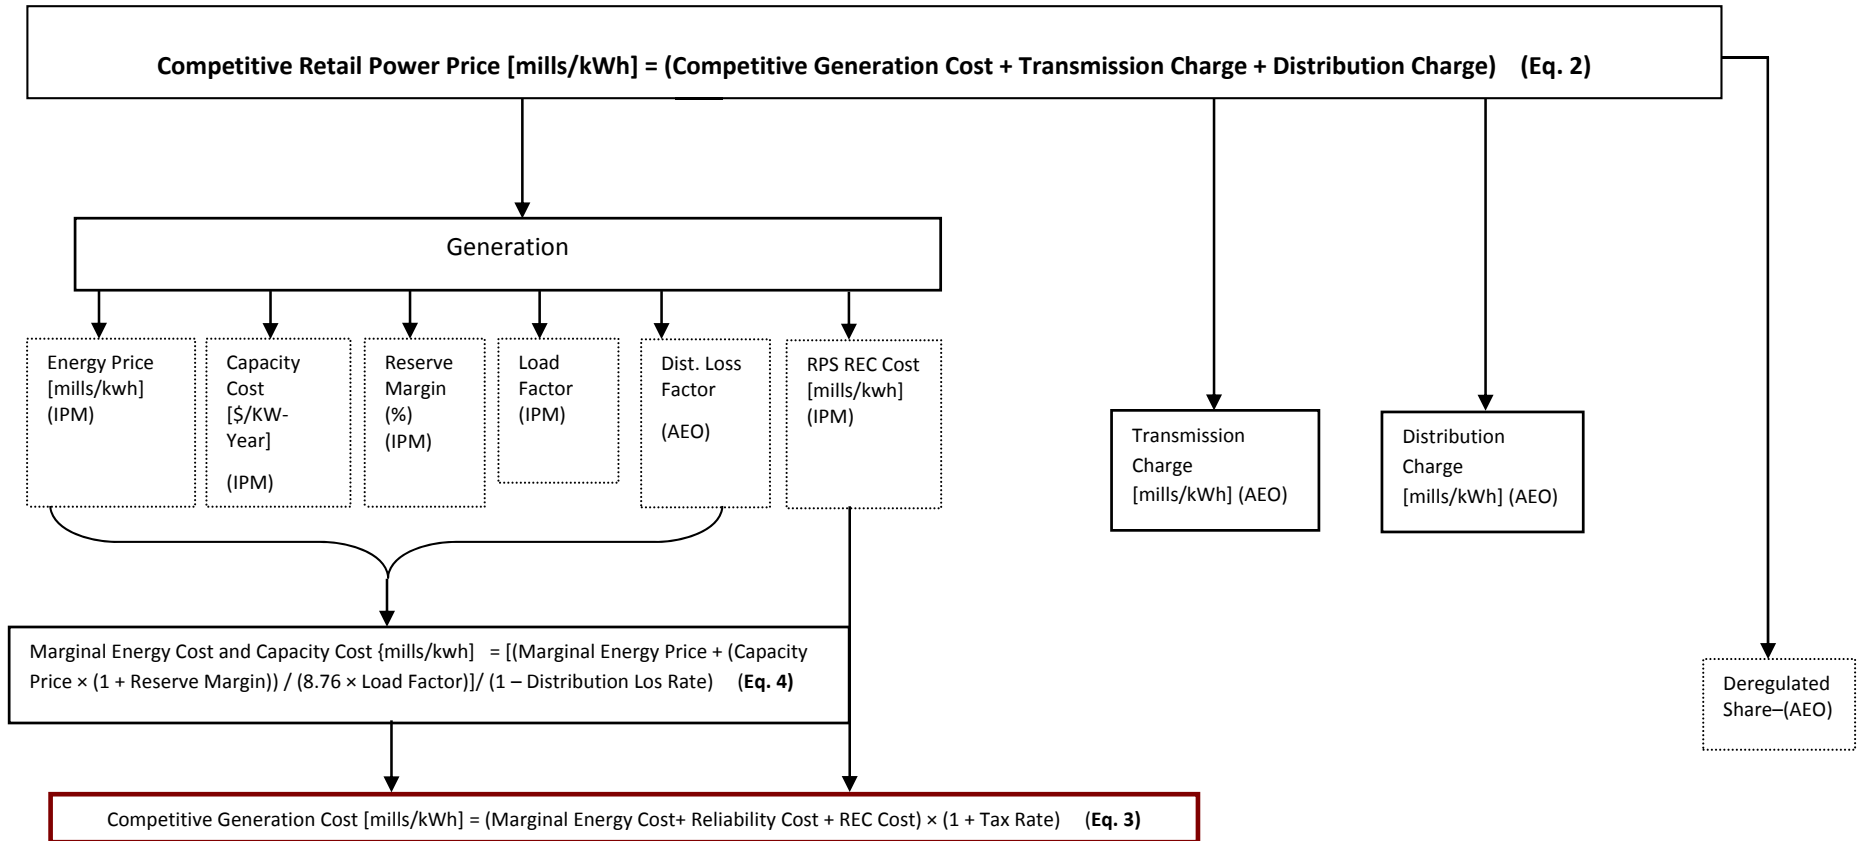 Competitive Retail Power Price [mills/kWh] = (Competitive Generation Cost + Transmission Charge + Distribution Charge) (Eq. 2)
Generation
Energy Price
[mills/kwh]
(IPM)
Capacity
Cost
[$/KW-
Year]
(IPM)
Reserve
Margin
(%)
(IPM)
Load
Factor
(IPM)
Dist. Loss
Factor
(AEO)
RPS REC Cost
[mills/kwh]
(IPM)
Transmission
Charge
[mills/kWh] (AEO)
Distribution
Charge
[mills/kWh] (AEO)
Marginal Energy Cost and Capacity Cost {mills/kwh] = [(Marginal Energy Price + (Capacity
Price × (1 + Reserve Margin)) / (8.76 × Load Factor)]/ (1 – Distribution Los Rate) (Eq. 4)
Deregulated
Share–(AEO)
Competitive Generation Cost [mills/kWh] = (Marginal Energy Cost+ Reliability Cost + REC Cost) × (1 + Tax Rate) (Eq. 3)